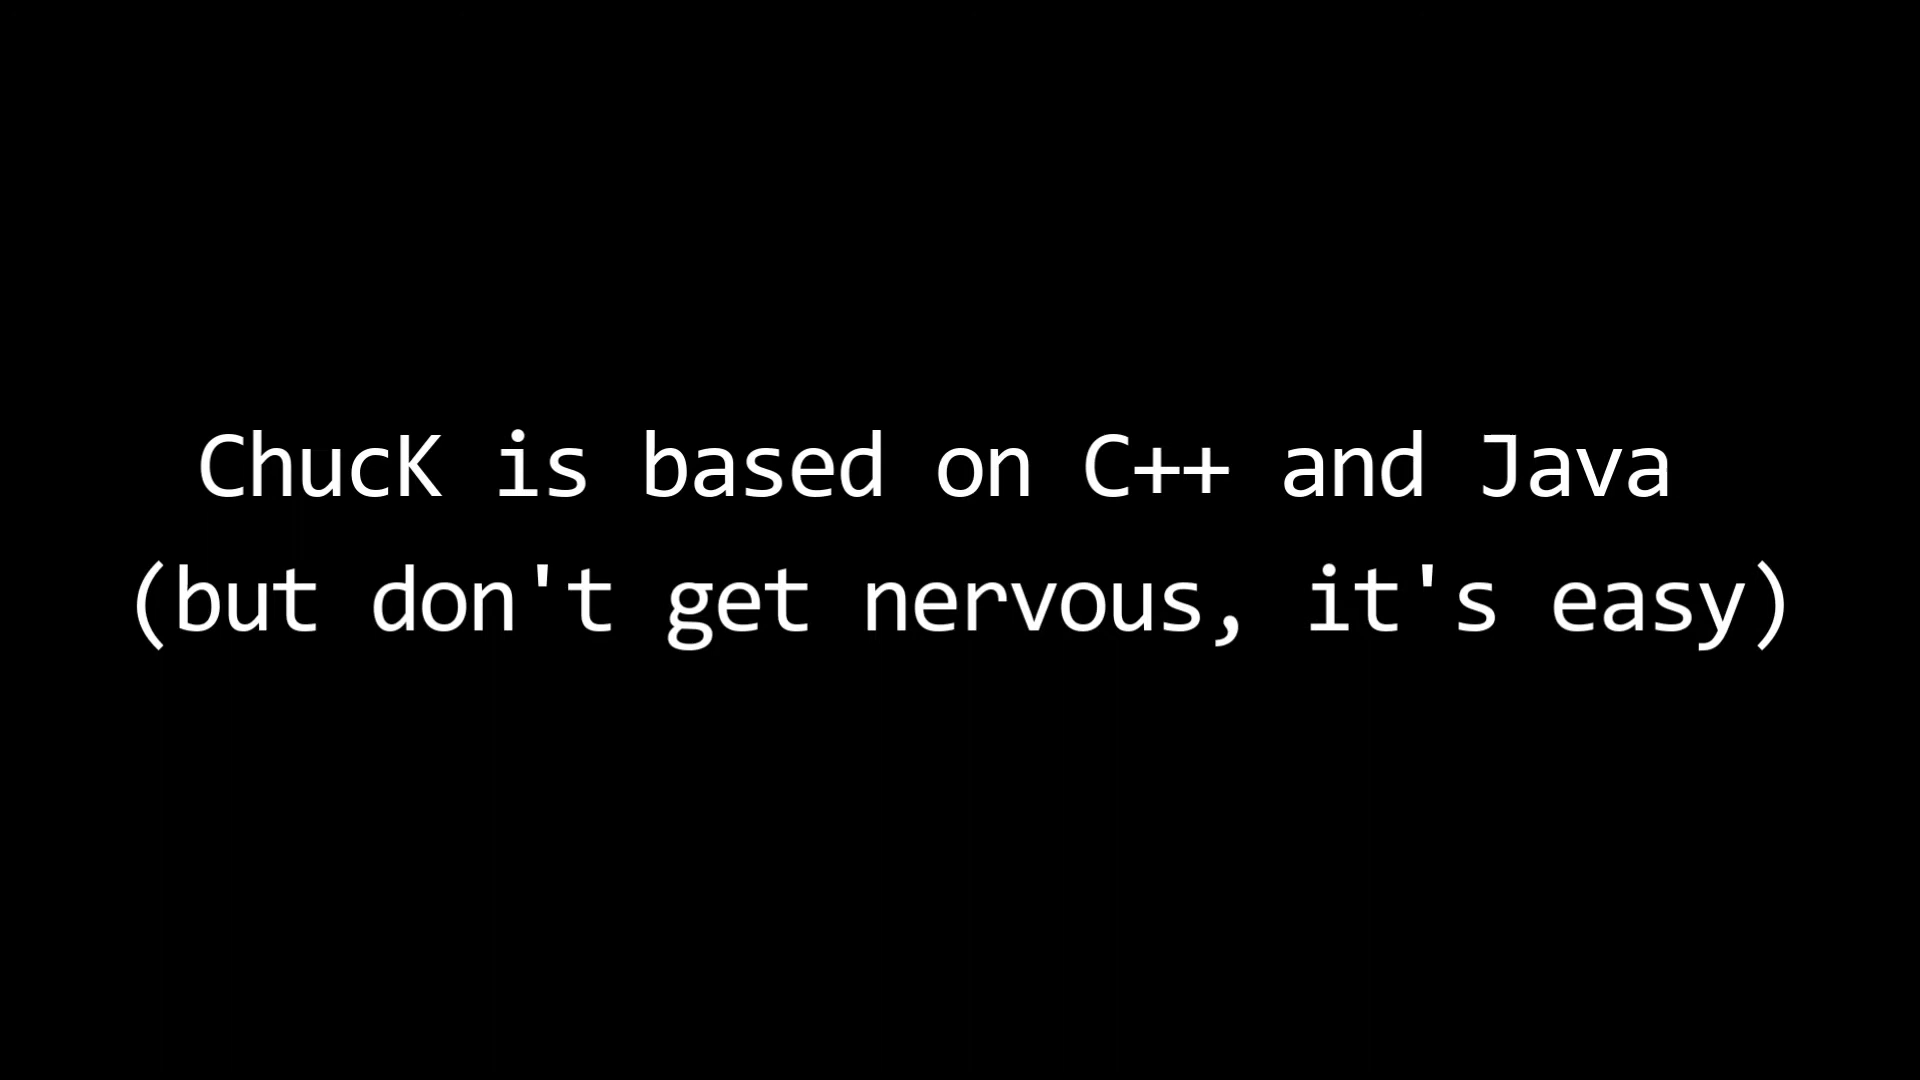 ChucK is based on C++ and Java
(but don't get nervous, it's easy)